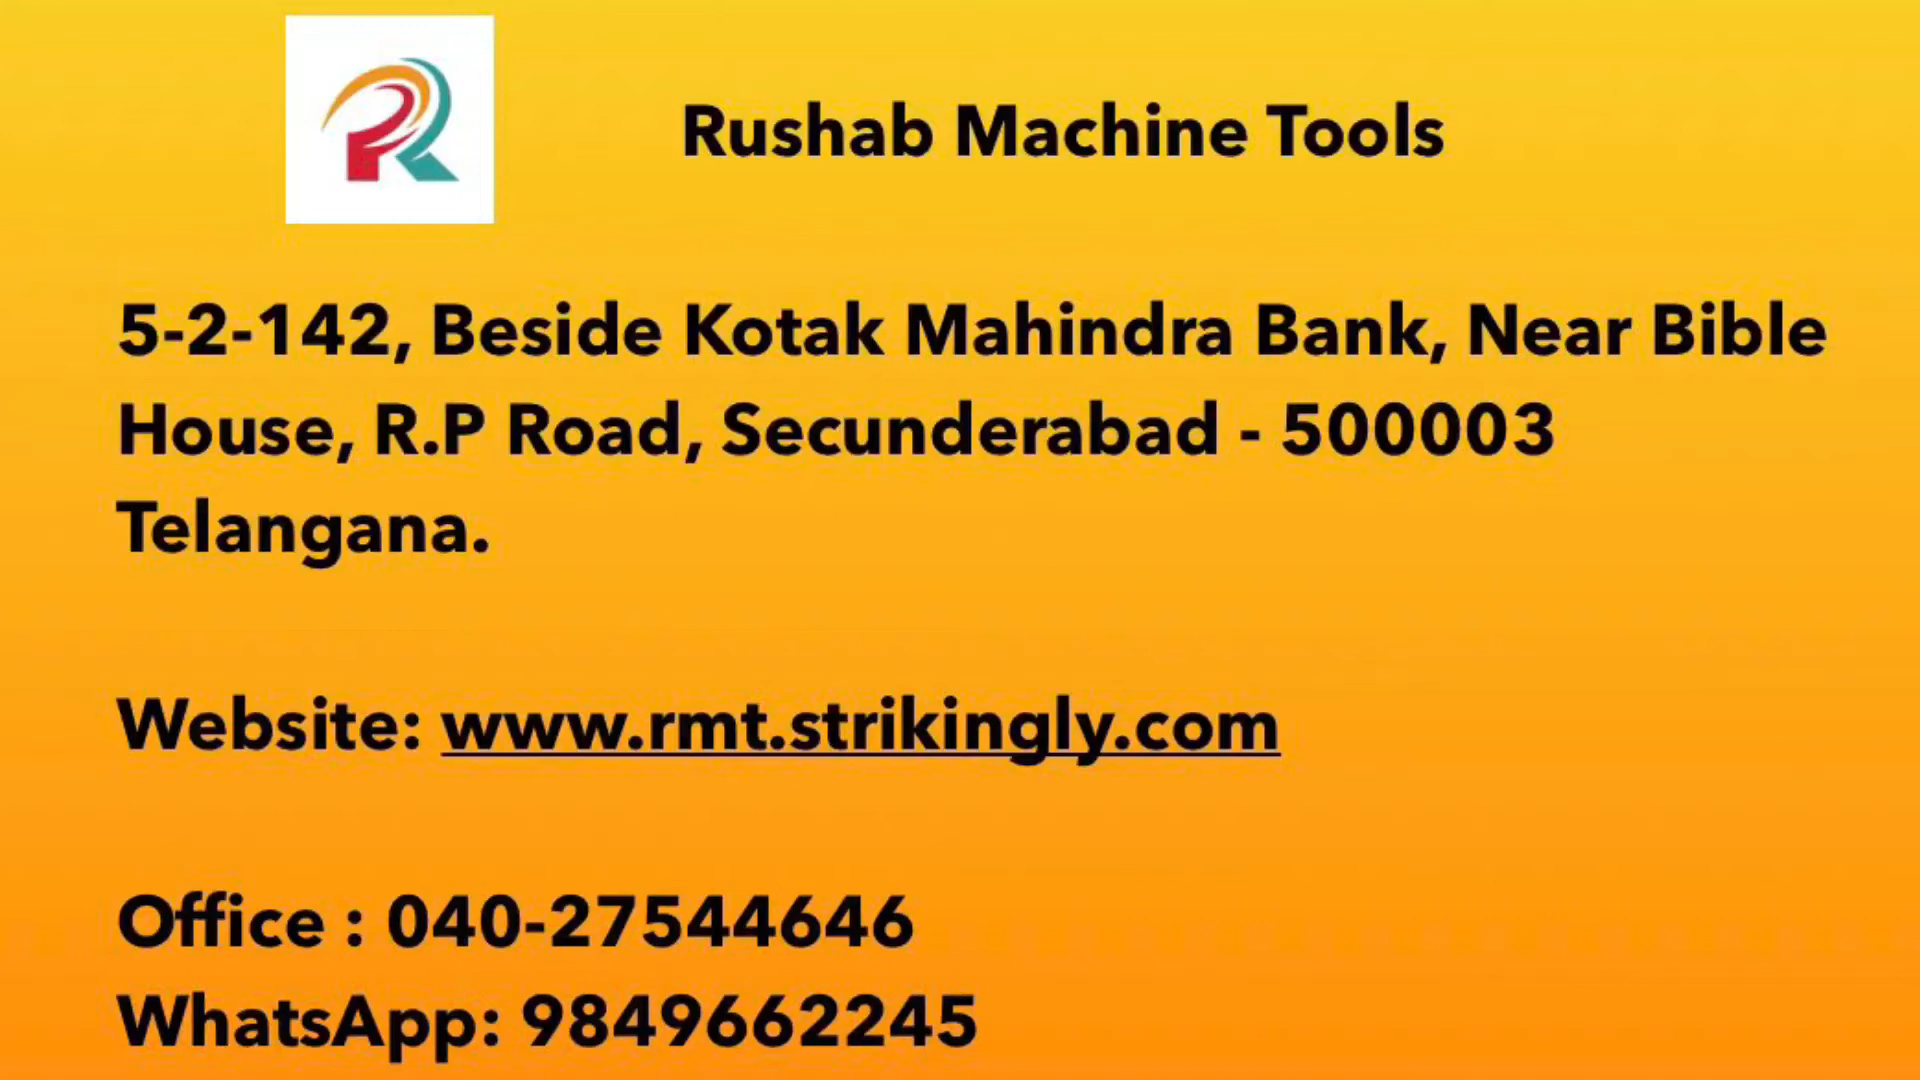 Rushab Machine Tools
5-2-142, Beside Kotak Mahindra Bank, Near Bible
House, R.P Road, Secunderabad - 500003
Telangana.
Website: www.rmt.strikingly.com
Office : 040-27544646
WhatsApp: 9849662245